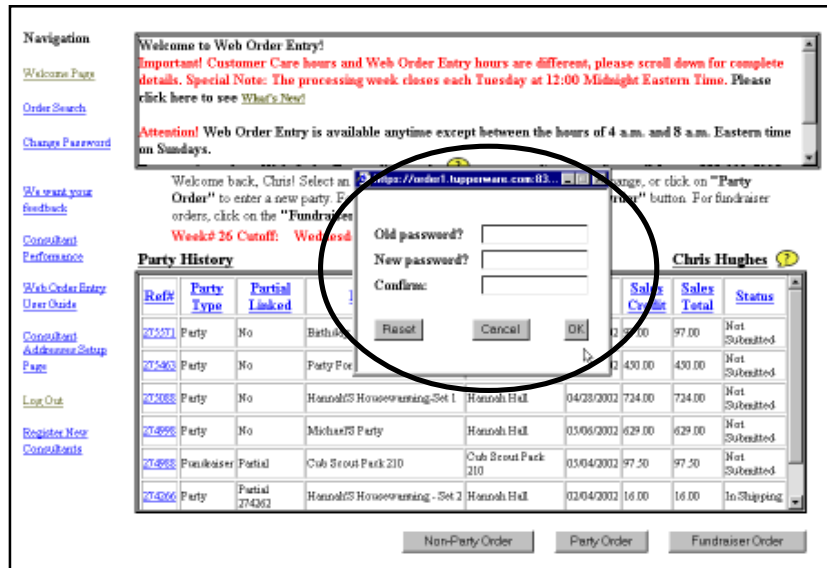 Navigation
Welcome Page
Order Search
Change Password
We want your
feedback
Consultant
Performance
Web Order Entry
User Guide
Consultant
Addresses Setup
Page
Log Out
Register New
Consultants
Welcome to Web Order Entry!
Important! Customer Care hours and Web Order Entry hours are different, please scroll down for complete
details. Special Note: The processing week closes each Tuesday at 12:00 Midnight Eastern Time. Please
click here to see What's New!
Attention! Web Order Entry is available anytime except between the hours of 4 a.m. and 8 a.m. Eastern time
on Sundays.
Welcome back, Chris! Select an
ange, or click on "Party
Order" to enter a new party.
button. For fundraiser
orders, click on the
Week# 26 Cutoff:
https://order1.tupperware.com:83...
Old password?
New password?
Confirm:
Reset Cancel OK
Party History Chris Hughes
Ref# Party Type Partial Linked Sales Credit Sales Total Status
275571 Party No 97.00 Not Submitted
275463 Party No 450.00 450.00 Not Submitted
275088 Party No Hannah'S Housewarming-Set 1 Hannah Hall 04/28/2002 724.00 724.00 Not Submitted
274998 Party No Michael'S Party Hannah Hall 05/06/2002 629.00 629.00 Not Submitted
274988 Fundraiser Partial Cub Scout Pack 210 Cub Scout Pack 210 05/04/2002 97.50 97.50 Not Submitted
274266 Party Partial 274262 Hannah'S Housewarming - Set 2 Hannah Hall 02/04/2002 16.00 16.00 In Shipping
Non-Party Order Party Order Fundraiser Order